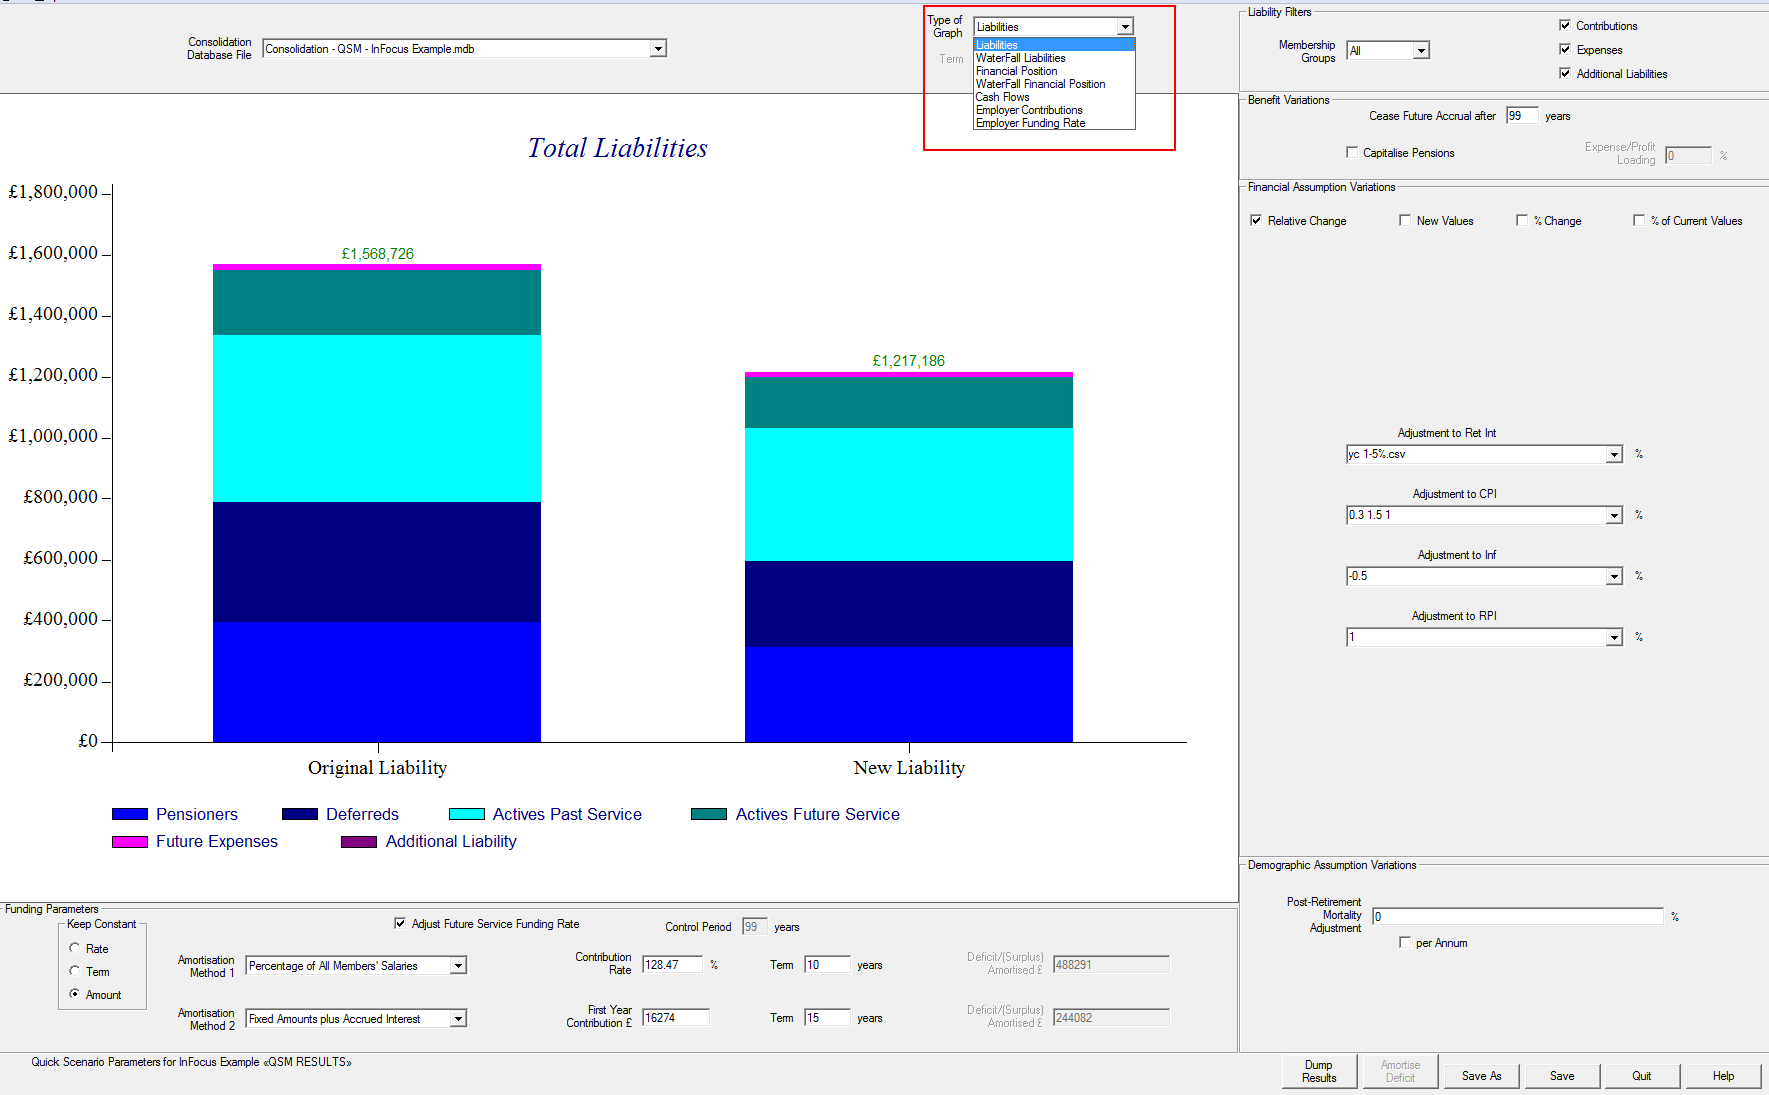 Consolidation
Database File
Consolidation - QSM - InFocus Example.mdb
Type of
Graph
Liabilities
Term
Liabilities
WaterFall Liabilities
Financial Position
WaterFall Financial Position
Cash Flows
Employer Contributions
Employer Funding Rate
Liability Filters
Membership
Groups
All
Contributions
Expenses
Additional Liabilities
Benefit Variations
Cease Future Accrual after 99 years
Capitalise Pensions
Expense/Profit
Loading
0 %
Financial Assumption Variations
Relative Change
New Values
% Change
% of Current Values
Adjustment to Ret Int
yc 1-5%.csv %
Adjustment to CPI
0.3 1.5 1 %
Adjustment to Inf
-0.5 %
Adjustment to RPI
1 %
Demographic Assumption Variations
Post-Retirement
Mortality
Adjustment
0 %
per Annum
Total Liabilities
£1,800,000
£1,600,000
£1,400,000
£1,200,000
£1,000,000
£800,000
£600,000
£400,000
£200,000
£0
£1,568,726
£1,217,186
Original Liability
New Liability
Pensioners
Deferreds
Actives Past Service
Actives Future Service
Future Expenses
Additional Liability
Funding Parameters
Keep Constant
Rate
Term
Amount
Adjust Future Service Funding Rate
Control Period 99 years
Amortisation
Method 1
Percentage of All Members' Salaries
Contribution
Rate
128.47 %
Term 10 years
Deficit/(Surplus)
Amortised £
488291
Amortisation
Method 2
Fixed Amounts plus Accrued Interest
First Year
Contribution £
16274
Term 15 years
Deficit/(Surplus)
Amortised £
244082
Quick Scenario Parameters for InFocus Example «QSM RESULTS»
Dump
Results
Amortise
Deficit
Save As
Save
Quit
Help